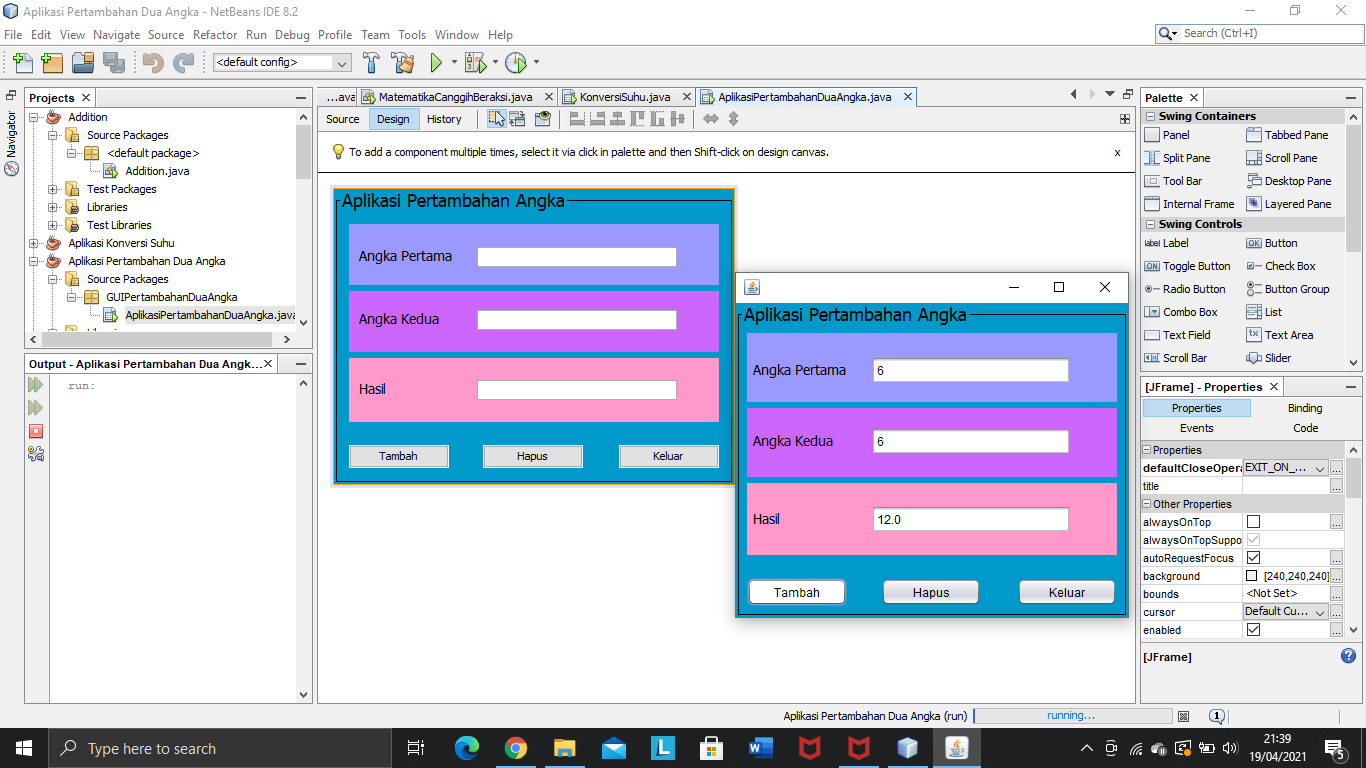 Aplikasi Pertambahan Dua Angka - NetBeans IDE 8.2
File Edit View Navigate Source Refactor Run Debug Profile Team Tools Window Help
Search (Ctrl+I)
<default config>
Projects
Navigator
Addition
Source Packages
<default package>
Addition.java
Test Packages
Libraries
Test Libraries
Aplikasi Konversi Suhu
Aplikasi Pertambahan Dua Angka
Source Packages
GUIPertambahanDuaAngka
AplikasiPertambahanDuaAngka.java
Output - Aplikasi Pertambahan Dua Angk...
run:
...ava MatematikaCanggihBeraksi.java KonversiSuhu.java AplikasiPertambahanDuaAngka.java
Source Design History
To add a component multiple times, select it via click in palette and then Shift-click on design canvas.
x
Aplikasi Pertambahan Angka
Angka Pertama
Angka Kedua
Hasil
Tambah Hapus Keluar
Aplikasi Pertambahan Angka
Angka Pertama 6
Angka Kedua 6
Hasil 12.0
Tambah Hapus Keluar
Palette
Swing Containers
Panel Tabbed Pane
Split Pane Scroll Pane
Tool Bar Desktop Pane
Internal Frame Layered Pane
Swing Controls
label Label OK Button
ON Toggle Button Check Box
Radio Button Button Group
Combo Box List
Text Field Text Area
Scroll Bar Slider
[JFrame] - Properties
Properties Binding
Events Code
Properties
defaultCloseOpera EXIT_ON_... ...
title ...
Other Properties
alwaysOnTop ...
alwaysOnTopSuppo
autoRequestFocus ...
background [240,240,240] ...
bounds <Not Set> ...
cursor Default Cu... ...
enabled ...
[JFrame]
Aplikasi Pertambahan Dua Angka (run) running... 1
Type here to search
21:39
19/04/2021
5